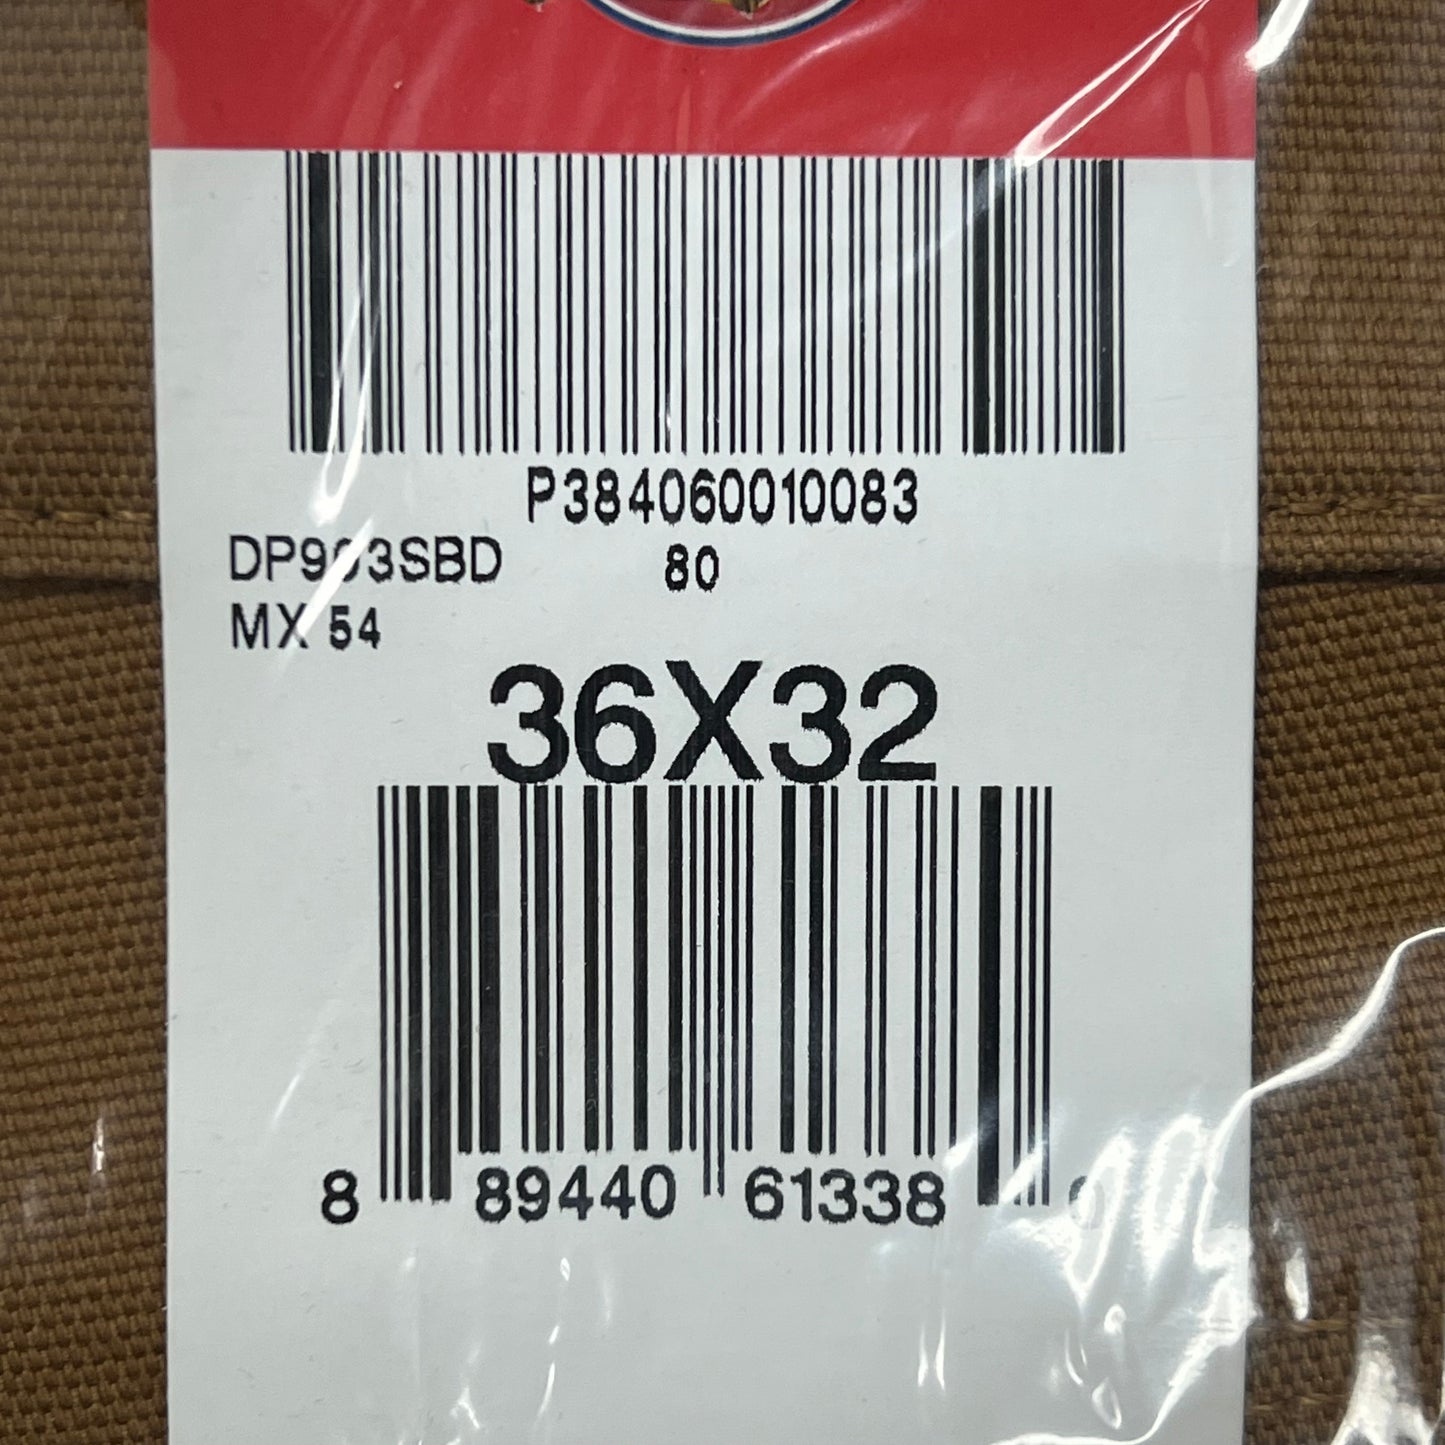 P384060010083
DP903SBD 80
MX 54
36X32
8 89440 61338